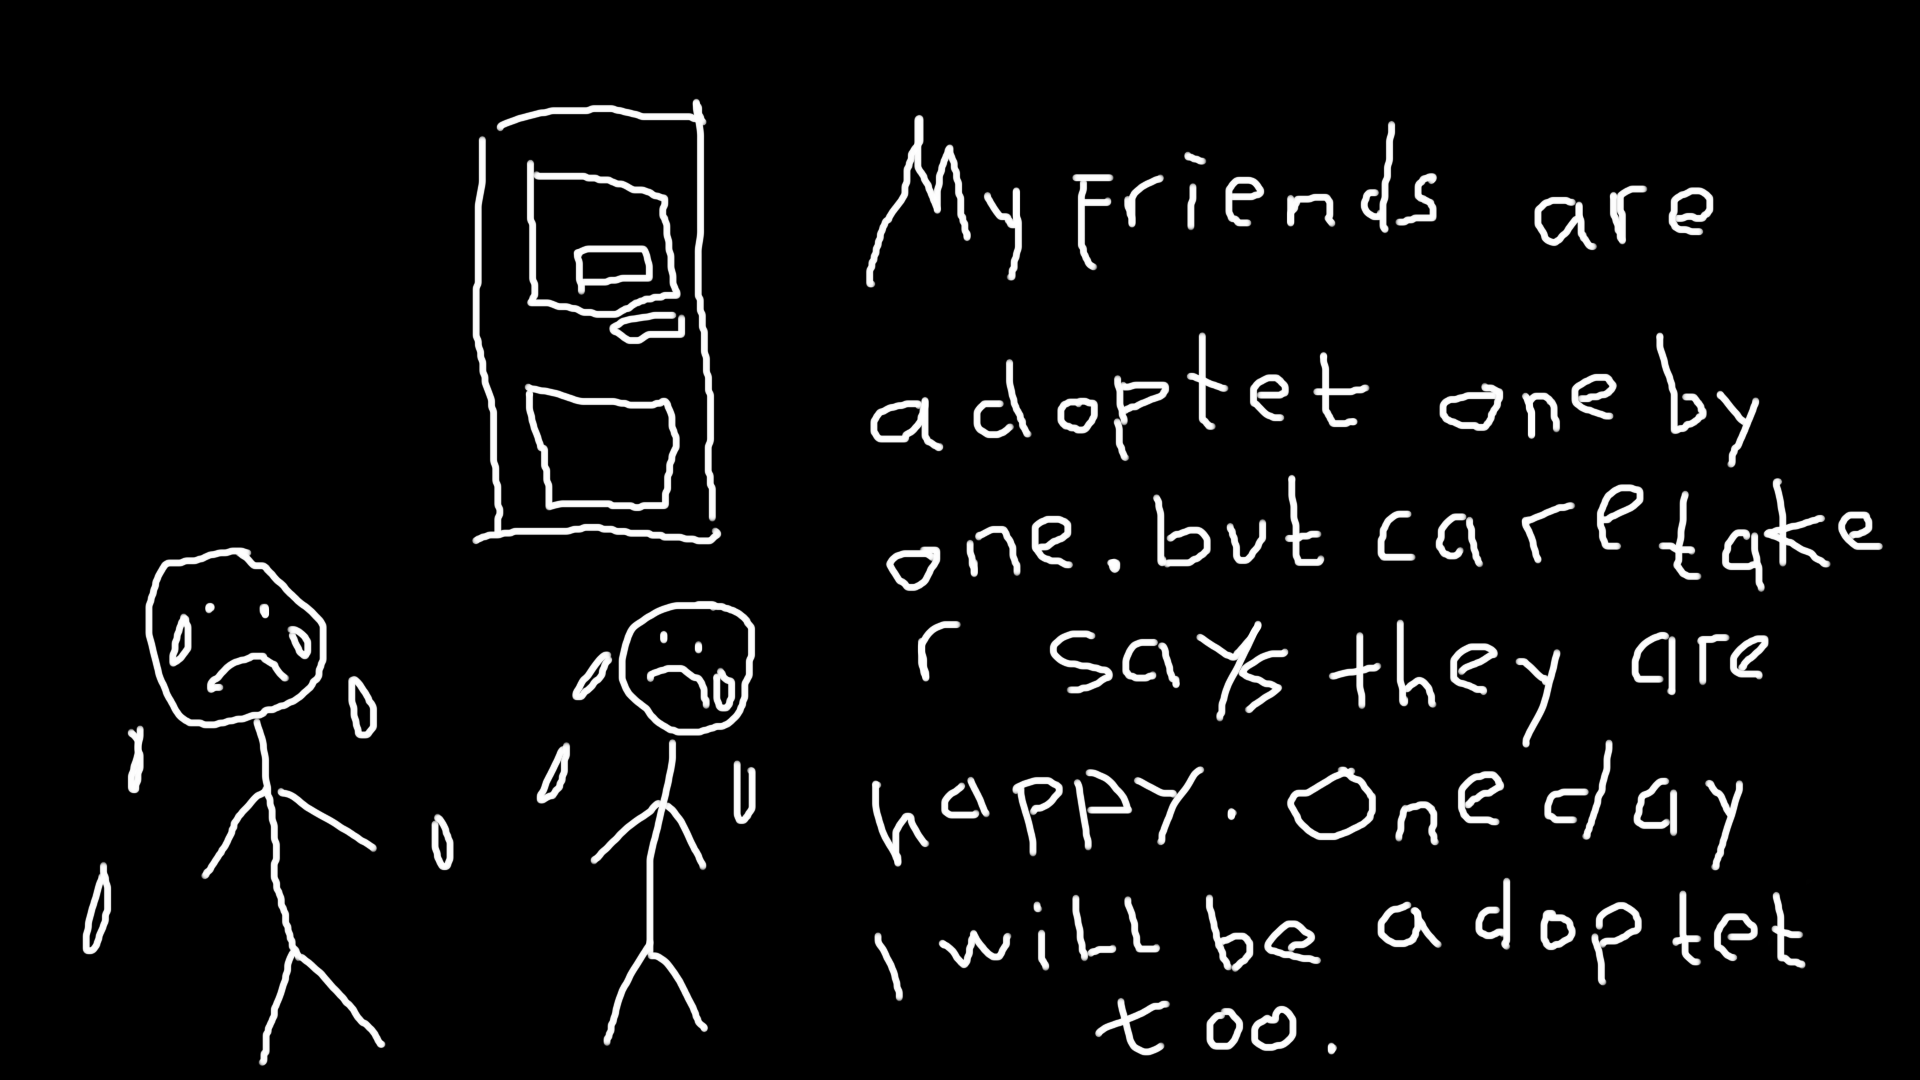 My Friends are
adoptet one by
one. but caretake
r says they are
happy. One day
I will be adoptet
too.